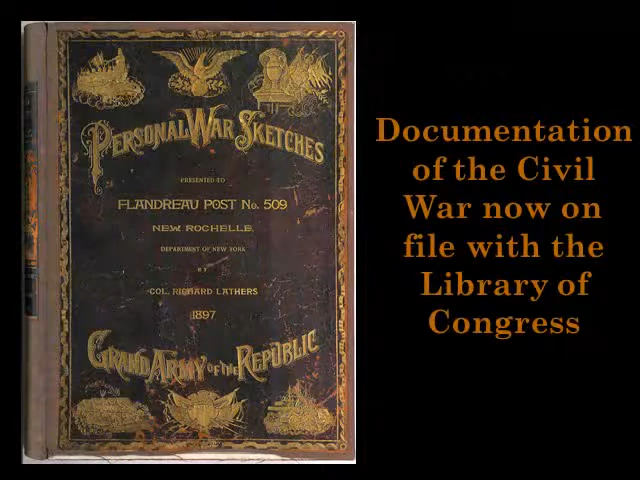 PERSONAL WAR SKETCHES
PRESENTED TO
FLANDREAU POST No. 509
NEW ROCHELLE,
DEPARTMENT OF NEW YORK
BY
COL. RICHARD LATHERS
1897
GRAND ARMY OF THE REPUBLIC
Documentation
of the Civil
War now on
file with the
Library of
Congress